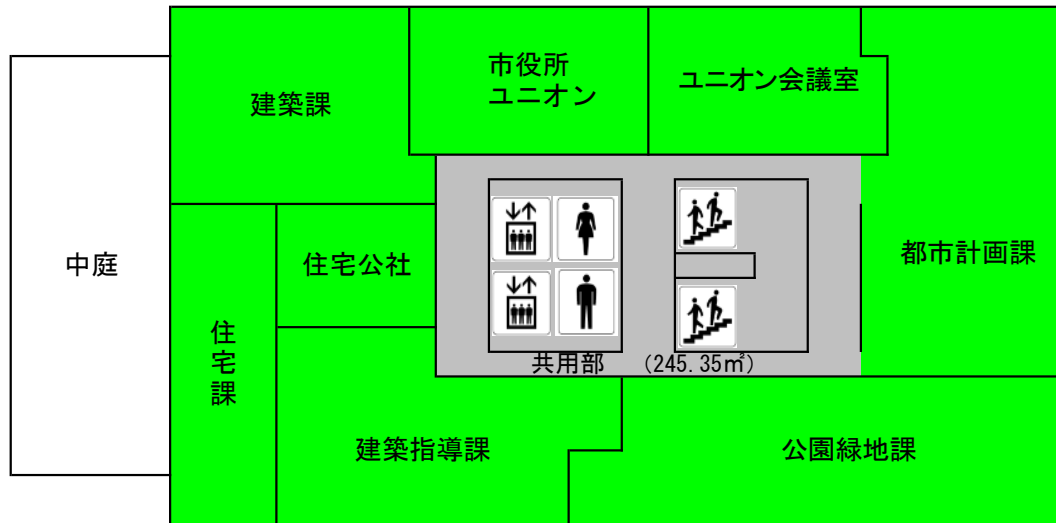 建築課
市役所
ユニオン
ユニオン会議室
中庭
住宅公社
都市計画課
住宅課
共用部　(245.35㎡)
建築指導課
公園緑地課